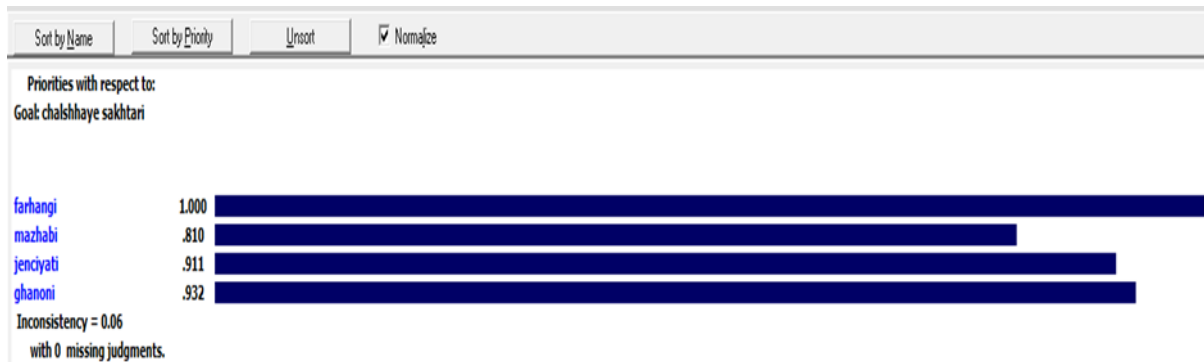 Sort by Name Sort by Priority Unsort Normalize
Priorities with respect to:
Goal: chalshhaye sakhtari
farhangi 1.000
mazhabi .810
jenciyati .911
ghanoni .932
Inconsistency = 0.06
with 0 missing judgments.